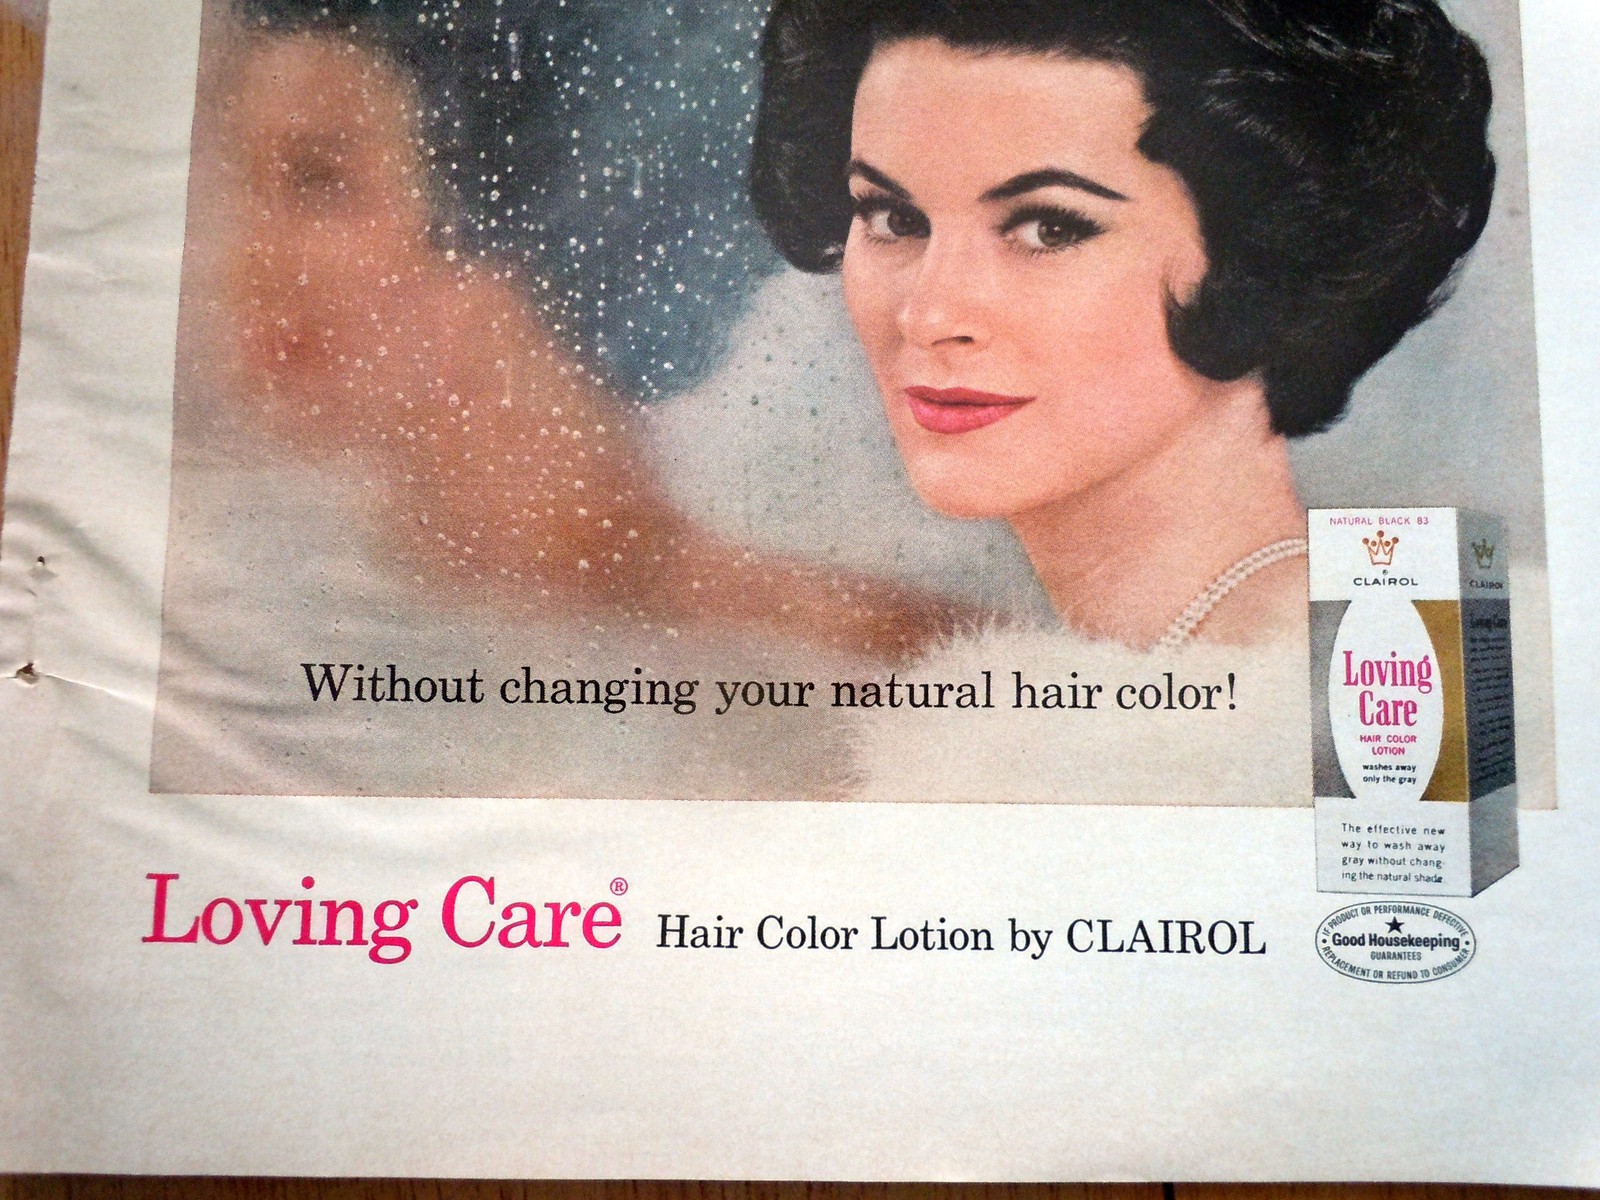 Without changing your natural hair color!
NATURAL BLACK 83
CLAIROL
Loving
Care
HAIR COLOR
LOTION
washes away
only the gray
The effective new
way to wash away
gray without chang-
ing the natural shade
CLAIROL
Loving Care
Loving Care® Hair Color Lotion by CLAIROL
IF PRODUCT OR PERFORMANCE DEFECTIVE
Good Housekeeping
GUARANTEES
REPLACEMENT OR REFUND TO CONSUMER